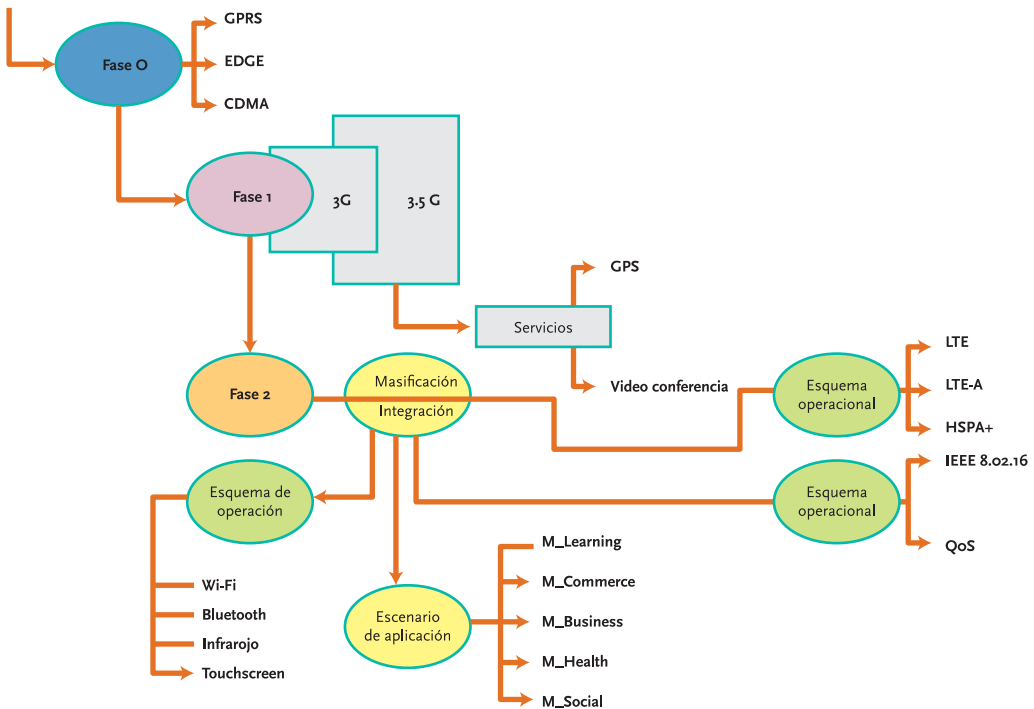 GPRS
Fase O
EDGE
CDMA
Fase 1
3G
3.5 G
GPS
Servicios
Video conferencia
Fase 2
Masificación
Integración
Esquema
operacional
LTE
LTE-A
HSPA+
Esquema de
operación
Esquema
operacional
IEEE 8.02.16
QoS
Wi-Fi
Bluetooth
Infrarojo
Touchscreen
Escenario
de aplicación
M_Learning
M_Commerce
M_Business
M_Health
M_Social